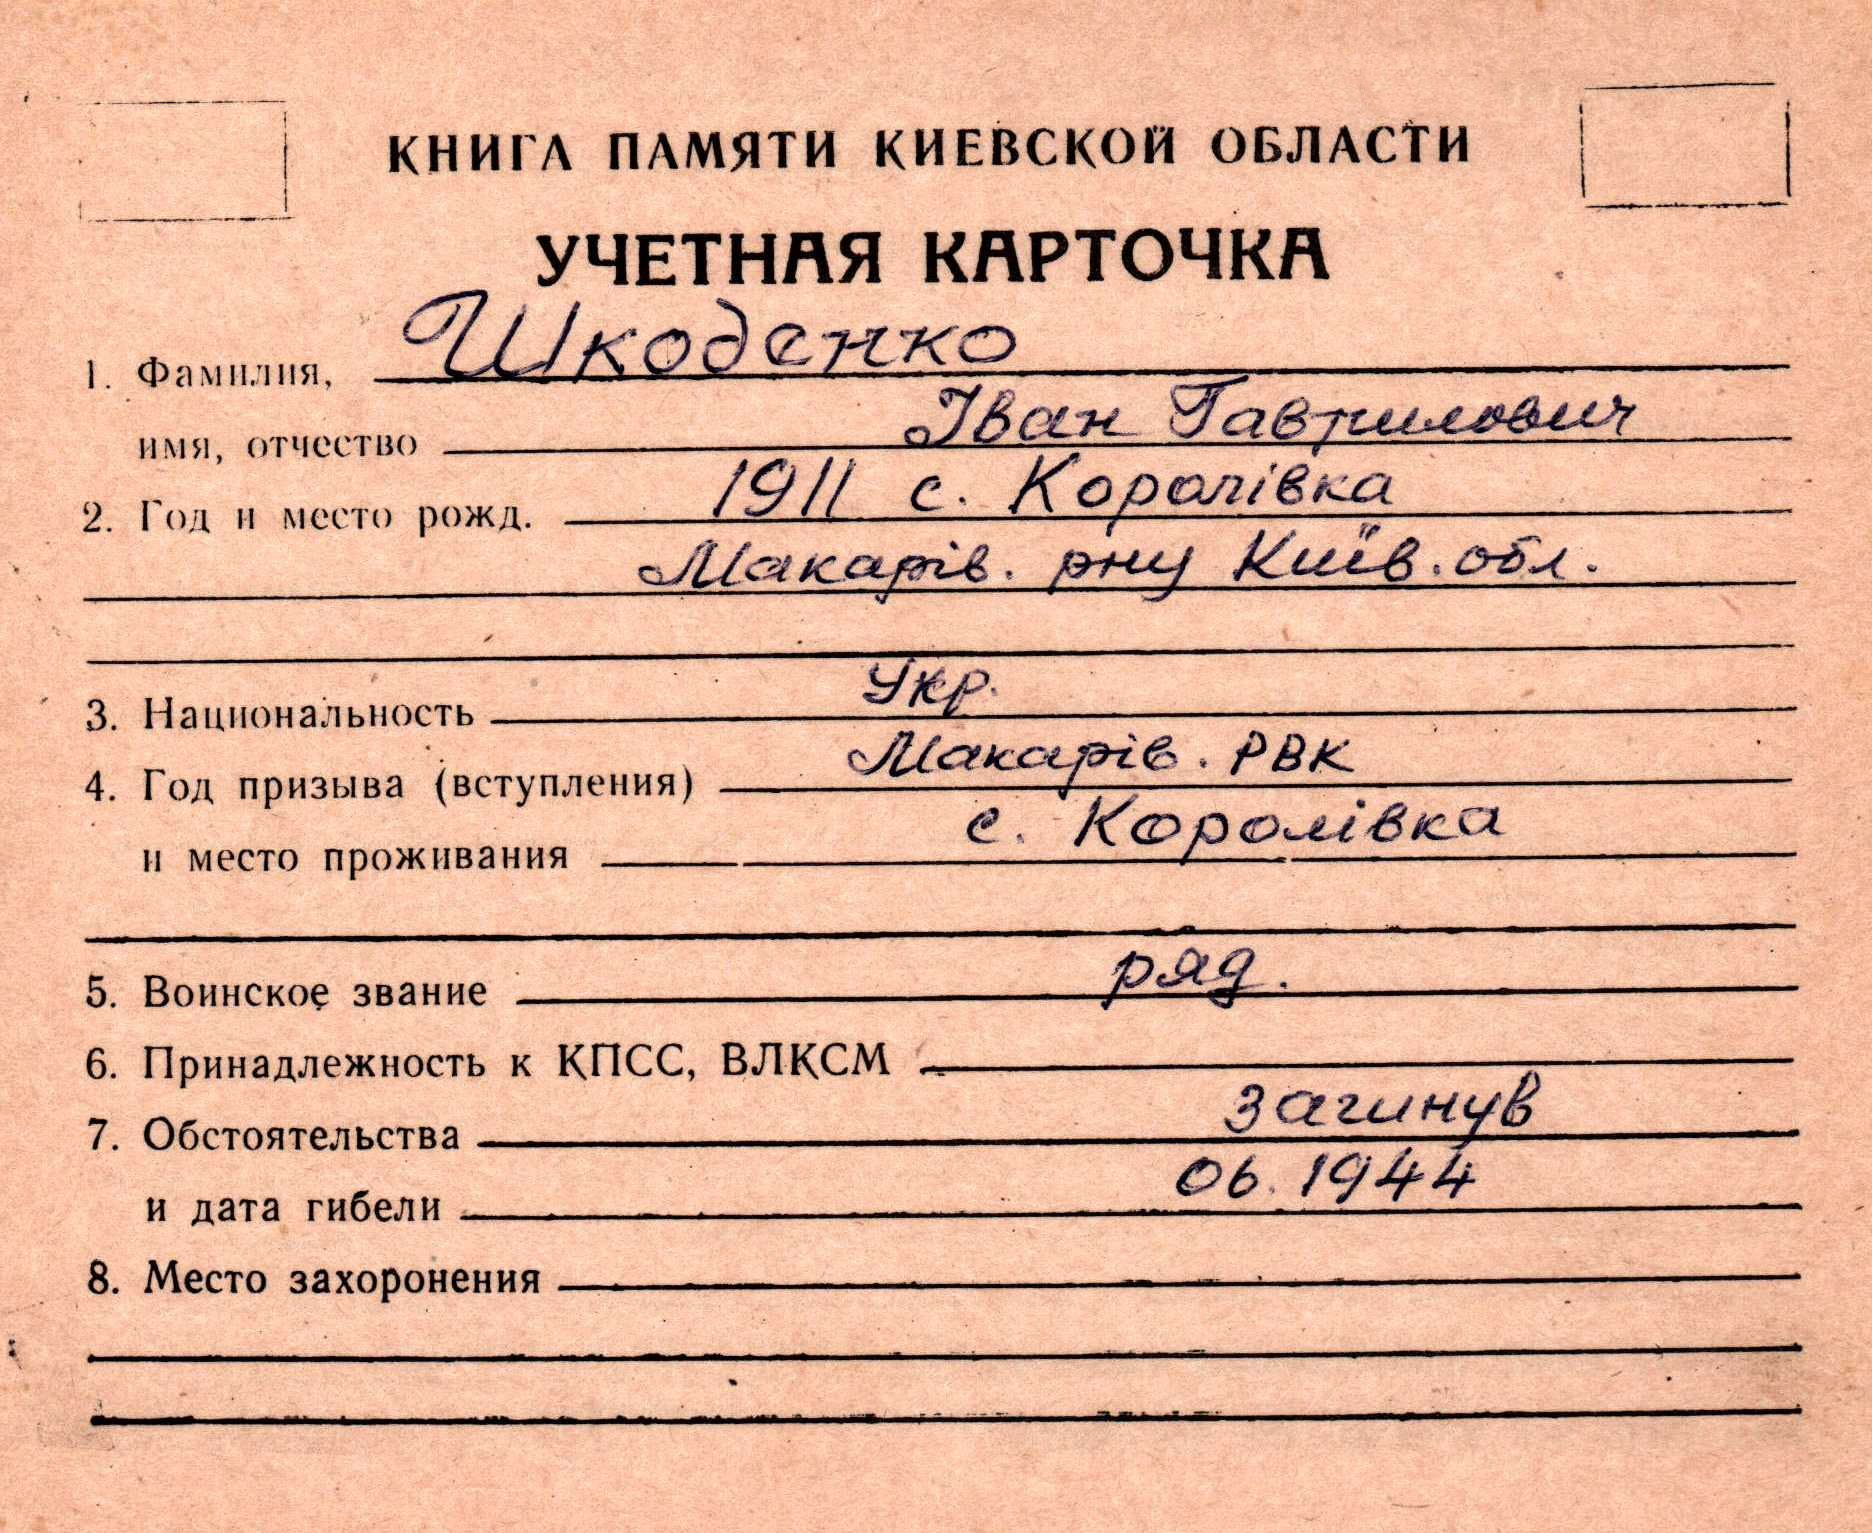 КНИГА ПАМЯТИ КИЕВСКОЙ ОБЛАСТИ
УЧЕТНАЯ КАРТОЧКА
1. Фамилия, Шкоденко
имя, отчество Іван Гаврилович
2. Год и место рожд. 1911 с. Королівка
Макарів. рну Київ. обл.
3. Национальность Укр.
4. Год призыва (вступления) Макарів. РВК
и место проживания с. Королівка
5. Воинское звание ряд.
6. Принадлежность к КПСС, ВЛКСМ
7. Обстоятельства загинув
и дата гибели 06.1944
8. Место захоронения